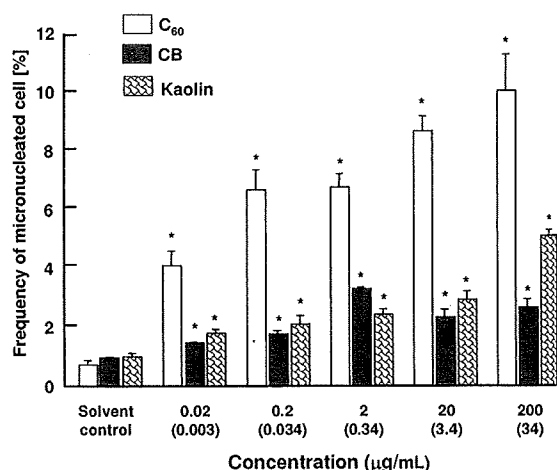 C₆₀
CB
Kaolin
Frequency of micronucleated cell [%]
12
10
8
6
4
2
0
* * * * * * * * * * * * * * *
Solvent control
0.02 (0.003)
0.2 (0.034)
2 (0.34)
20 (3.4)
200 (34)
Concentration (μg/mL)